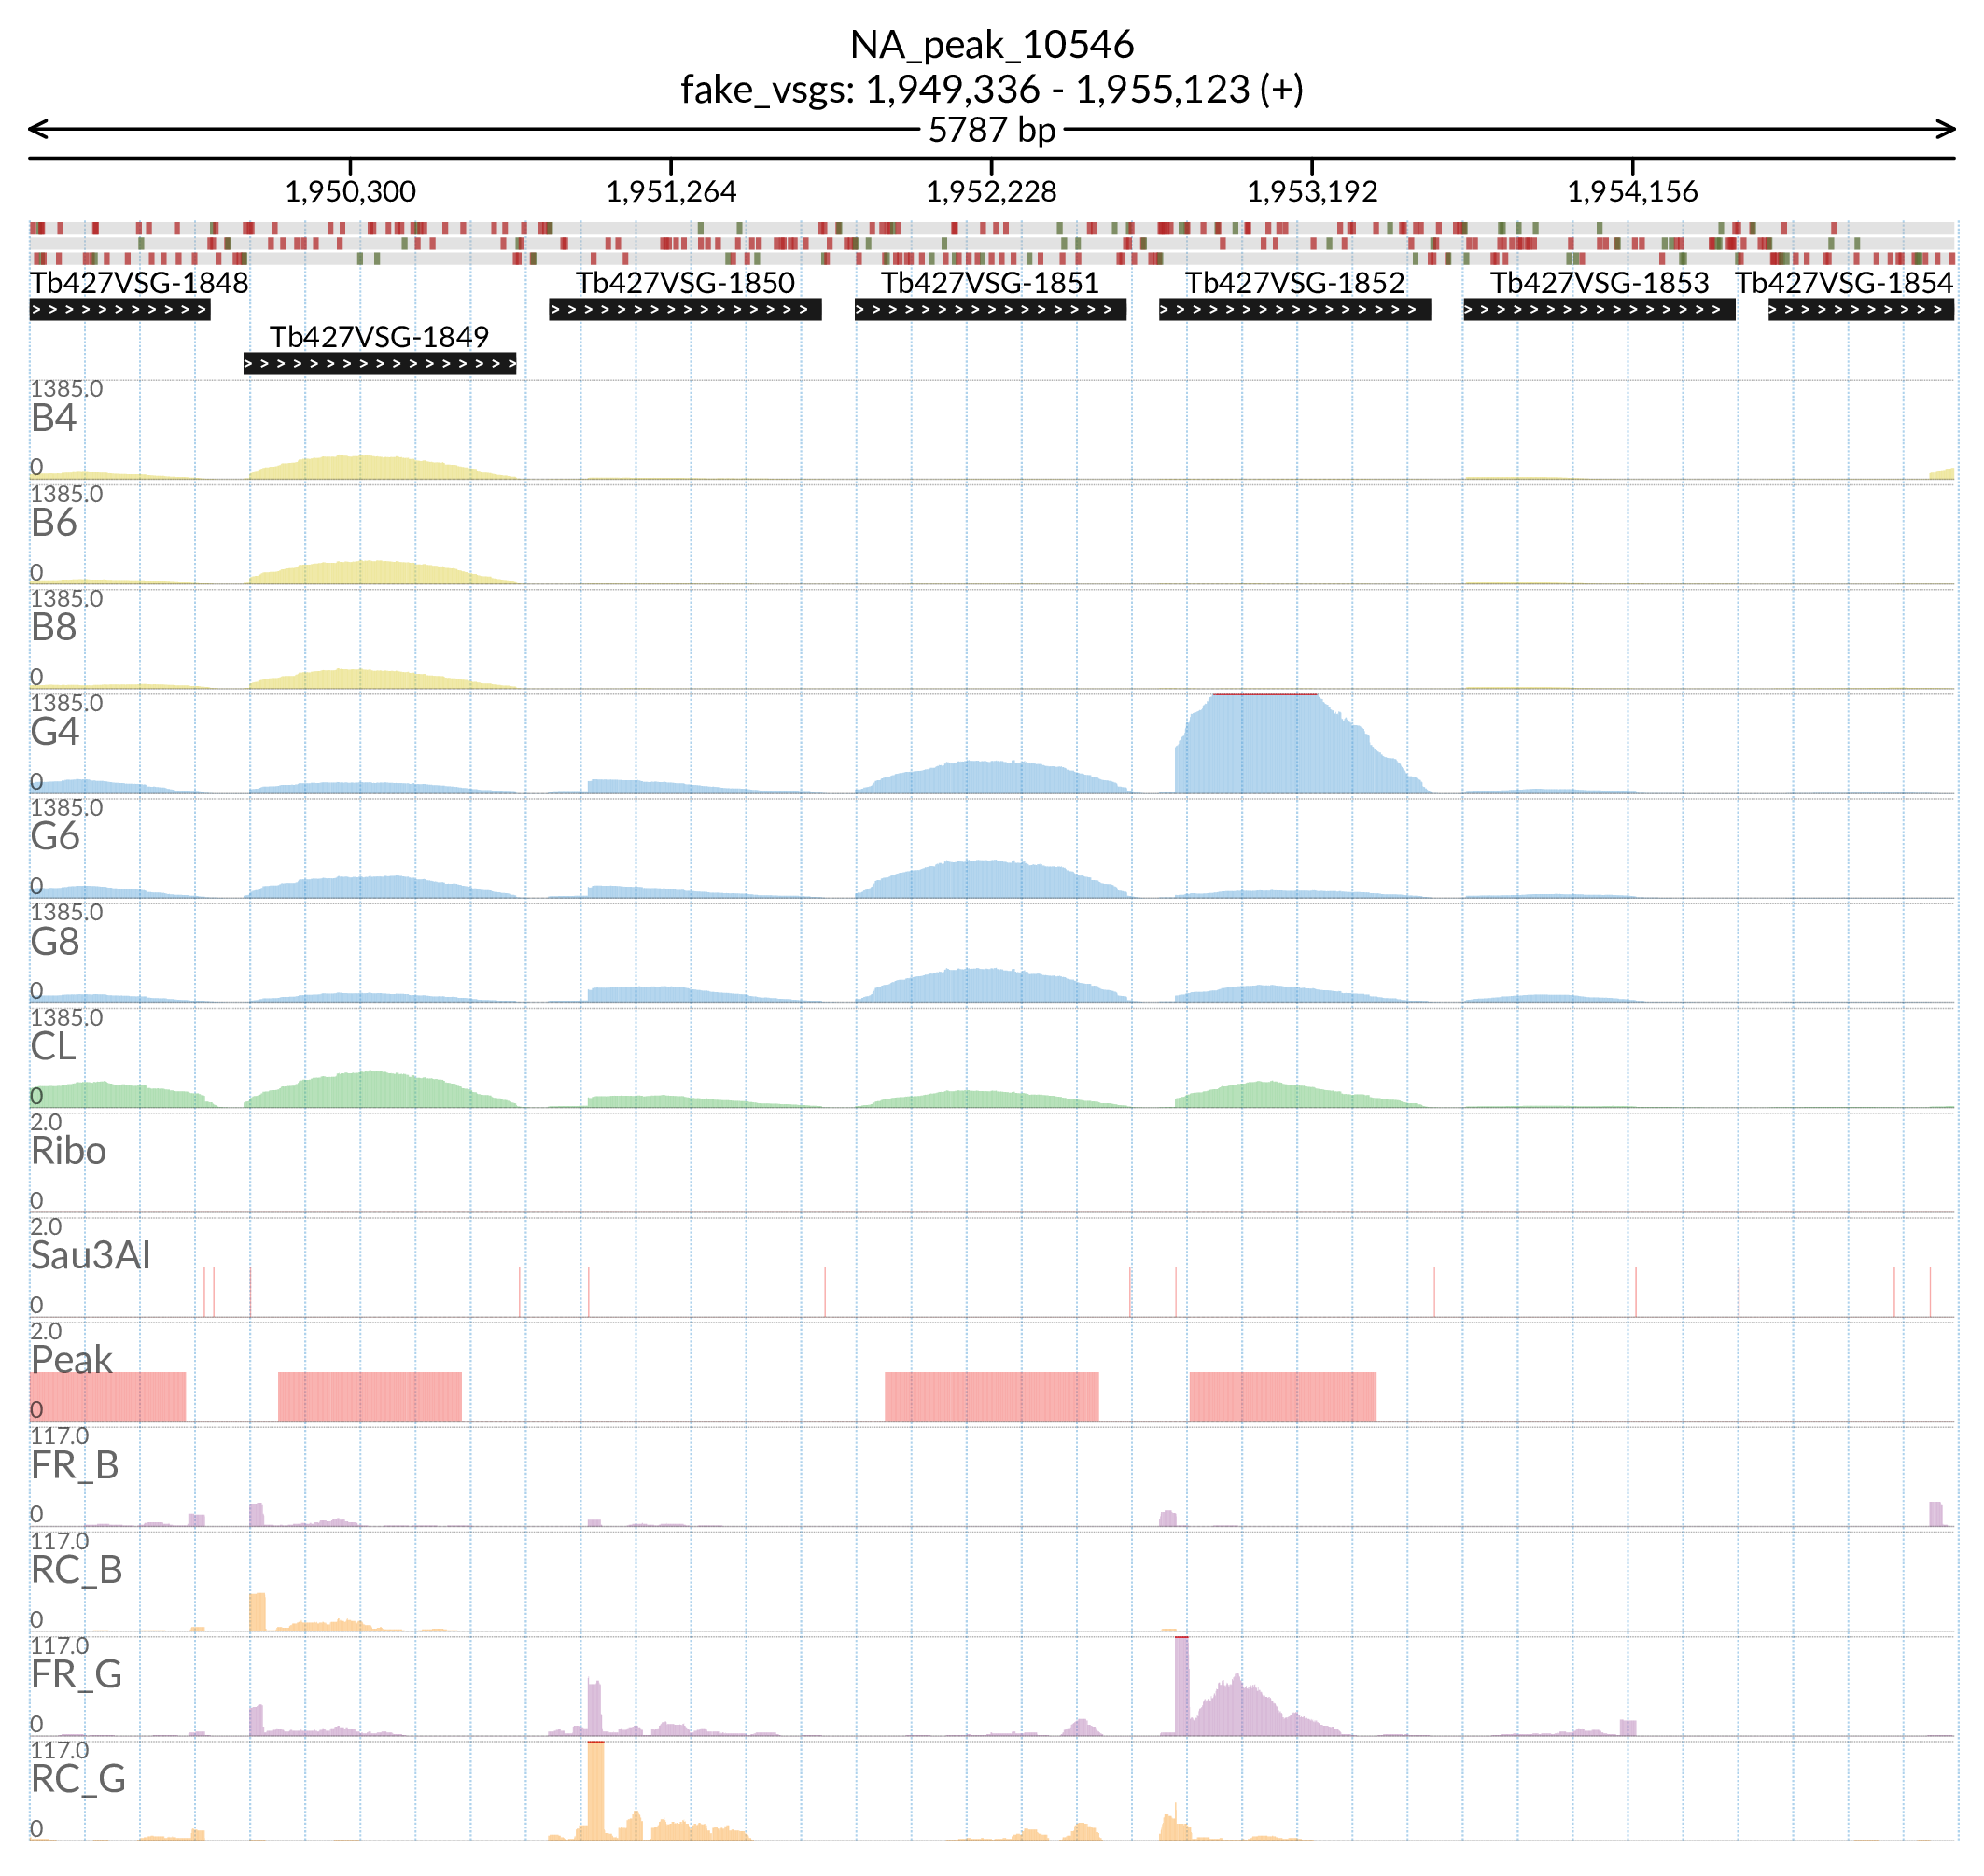 NA_peak_10546
fake_vsgs: 1,949,336 - 1,955,123 (+)
5787 bp
1,950,300 1,951,264 1,952,228 1,953,192 1,954,156
Tb427VSG-1848 Tb427VSG-1850 Tb427VSG-1851 Tb427VSG-1852 Tb427VSG-1853 Tb427VSG-1854
Tb427VSG-1849
1385.0
B4
0
1385.0
B6
0
1385.0
B8
0
1385.0
G4
0
1385.0
G6
0
1385.0
G8
0
1385.0
CL
0
2.0
Ribo
0
2.0
Sau3AI
0
2.0
Peak
0
117.0
FR_B
0
117.0
RC_B
0
117.0
FR_G
0
117.0
RC_G
0